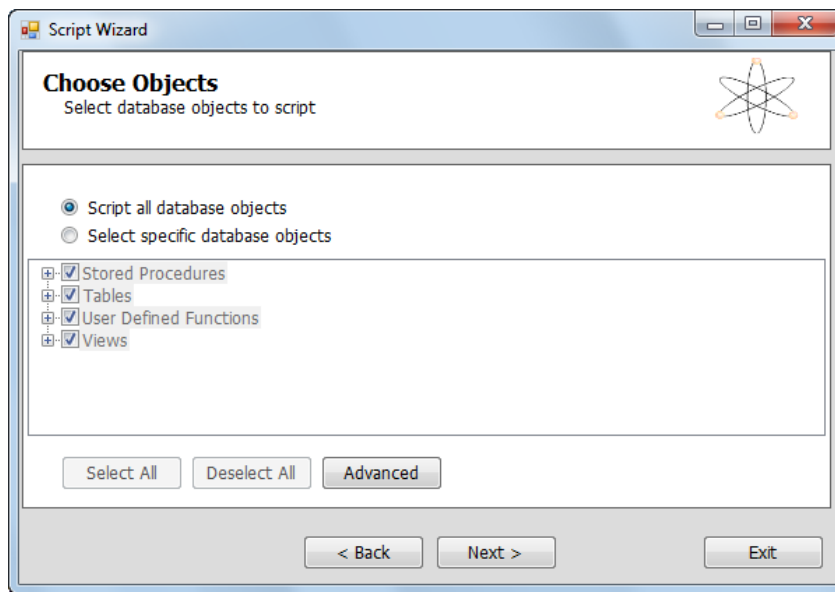 Script Wizard
Choose Objects
Select database objects to script
Script all database objects
Select specific database objects
Stored Procedures
Tables
User Defined Functions
Views
Select All Deselect All Advanced
< Back Next > Exit